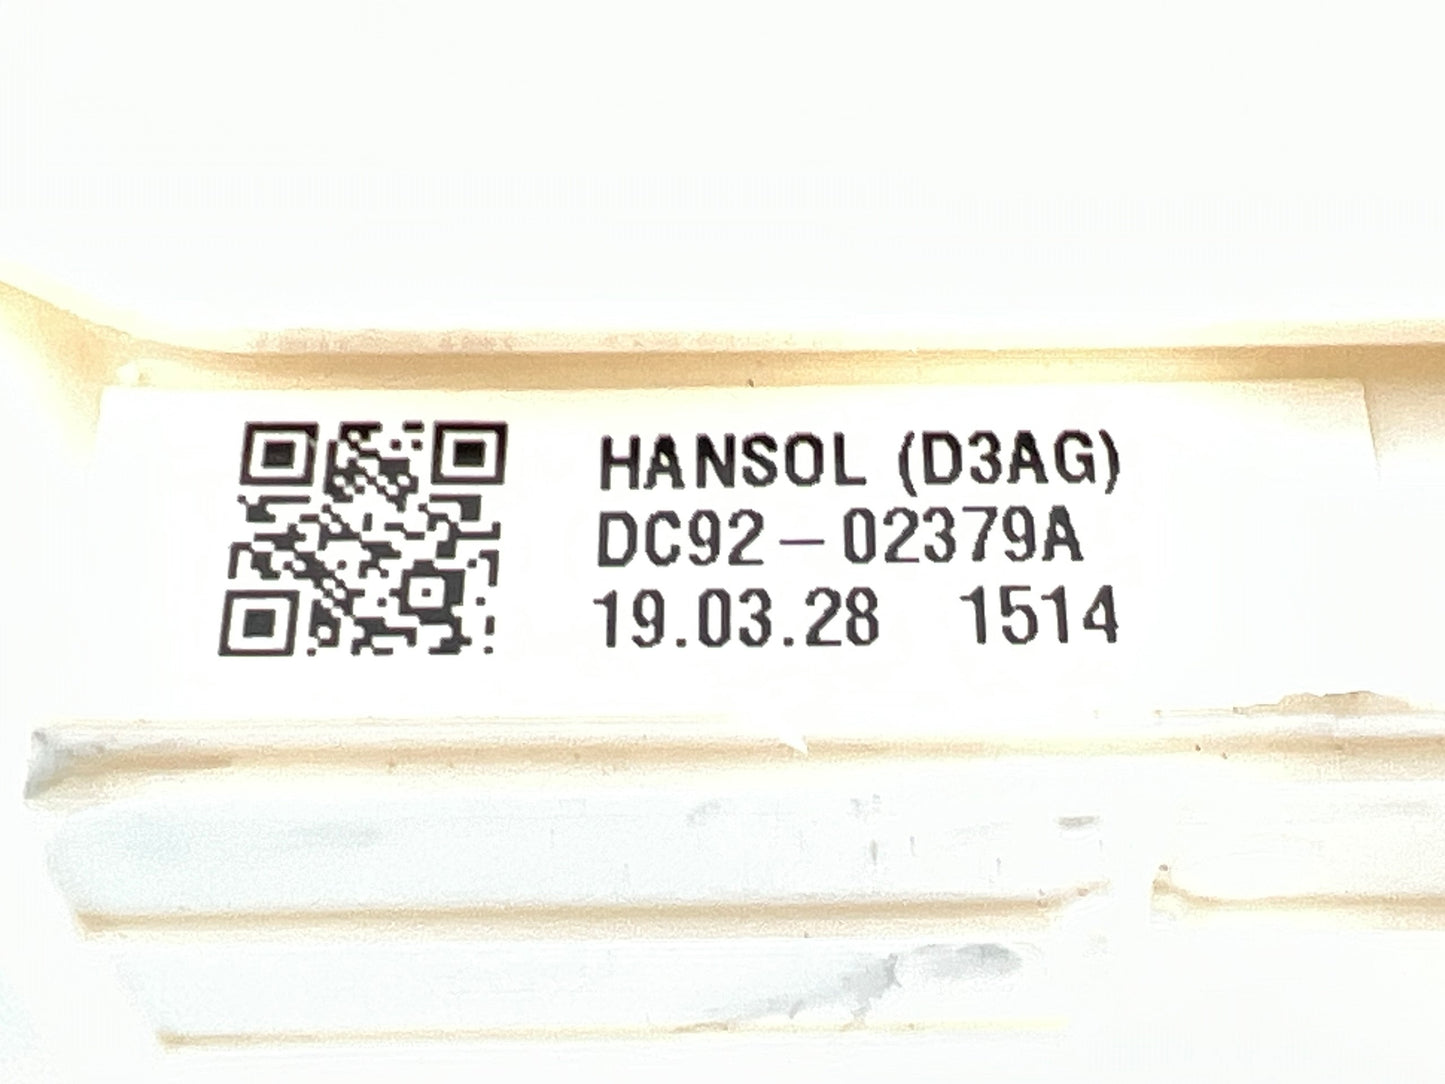 HANSOL (D3AG)
DC92-02379A
19.03.28 1514